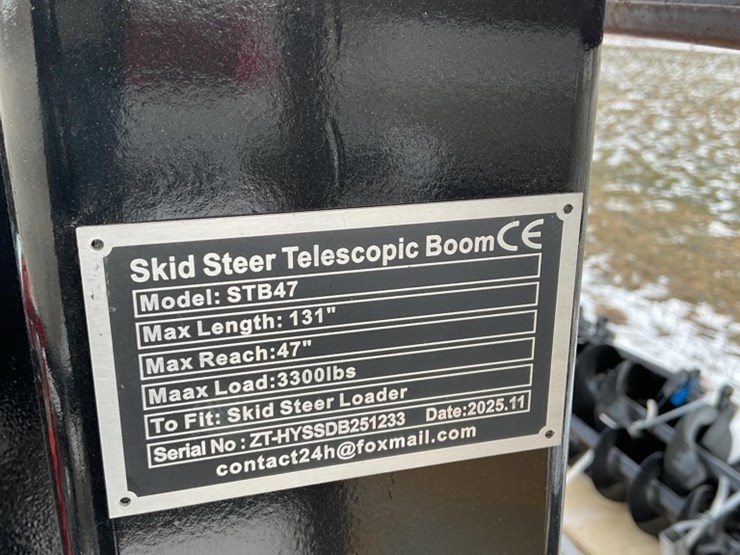 Skid Steer Telescopic Boom CE
Model: STB47
Max Length: 131"
Max Reach:47"
Maax Load:3300lbs
To Fit: Skid Steer Loader
Serial No : ZT-HYSSDB251233 Date:2025.11
contact24h@foxmail.com